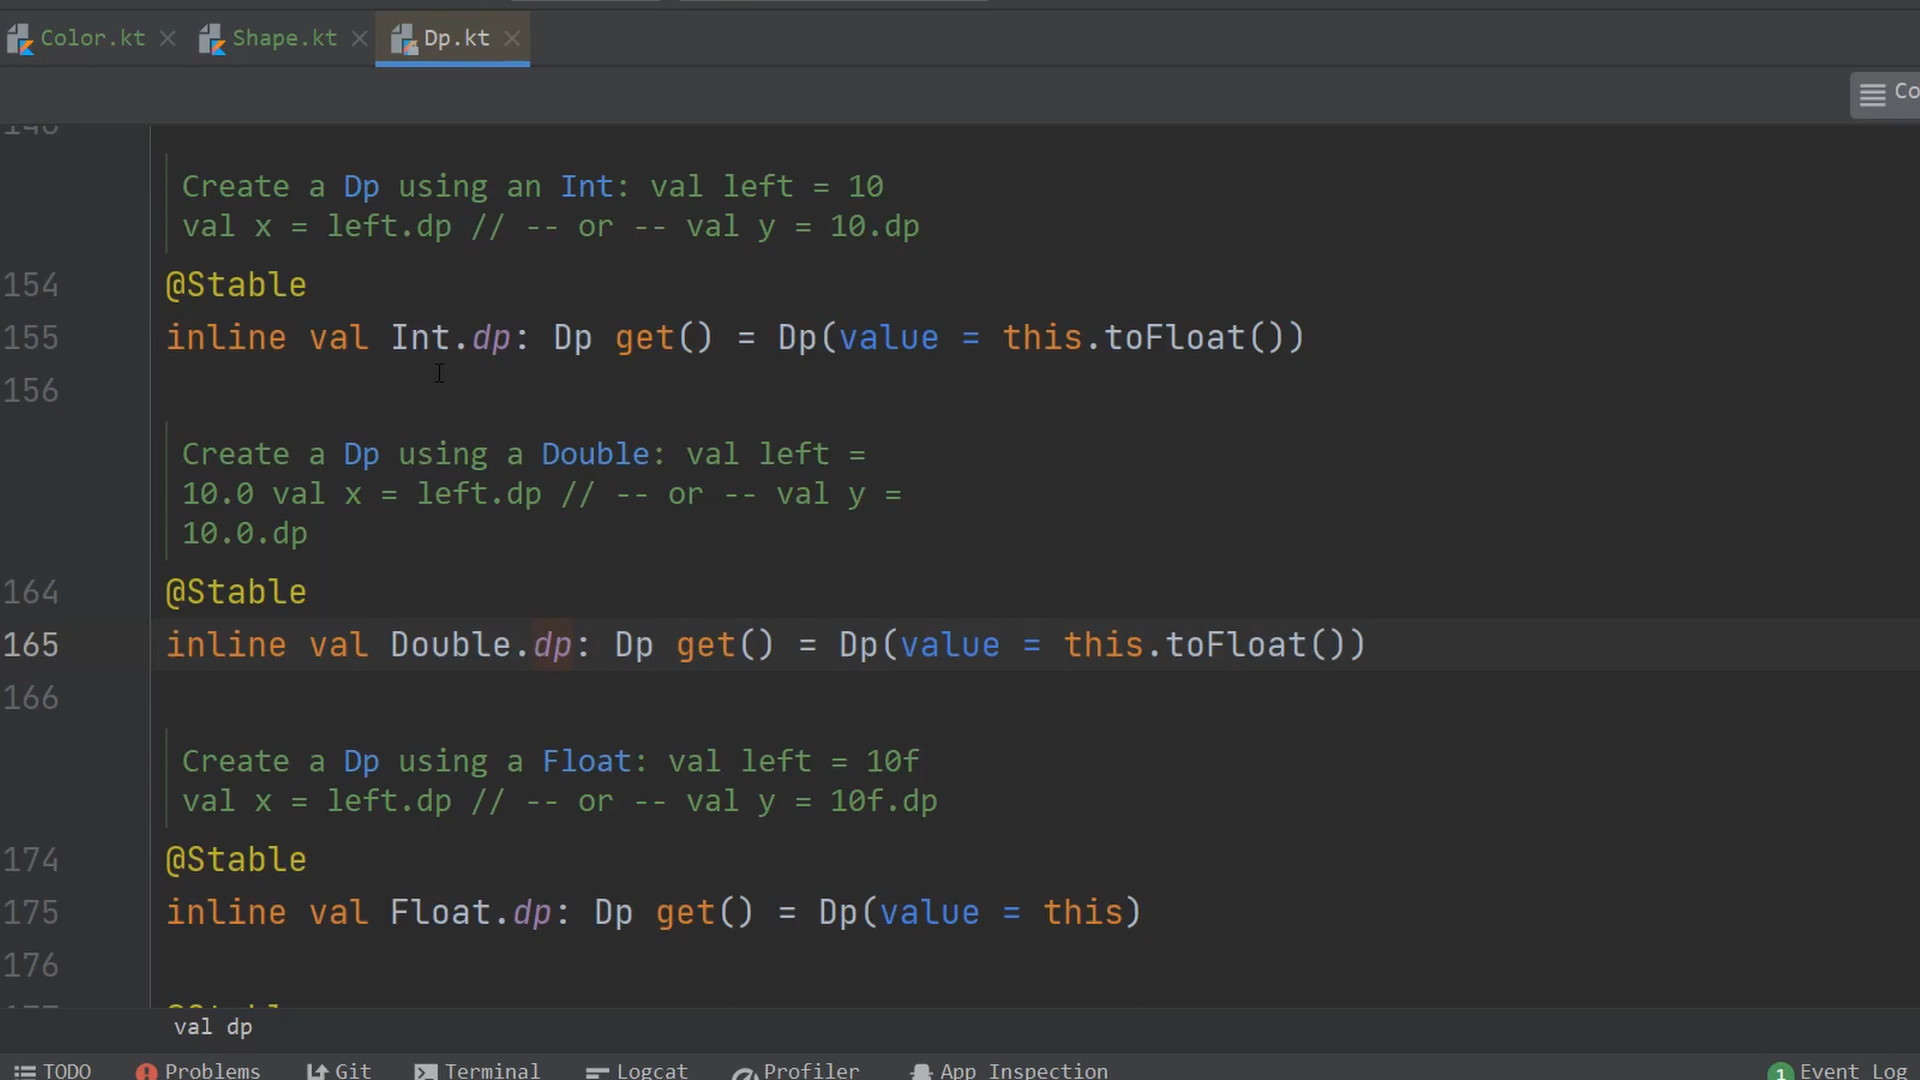 Color.kt
Shape.kt
Dp.kt
Co
Create a Dp using an Int: val left = 10
val x = left.dp // -- or -- val y = 10.dp
154 @Stable
155 inline val Int.dp: Dp get() = Dp(value = this.toFloat())
156
Create a Dp using a Double: val left =
10.0 val x = left.dp // -- or -- val y =
10.0.dp
164 @Stable
165 inline val Double.dp: Dp get() = Dp(value = this.toFloat())
166
Create a Dp using a Float: val left = 10f
val x = left.dp // -- or -- val y = 10f.dp
174 @Stable
175 inline val Float.dp: Dp get() = Dp(value = this)
176
val dp
TODO Problems Git Terminal Logcat Profiler App Inspection 1 Event Log